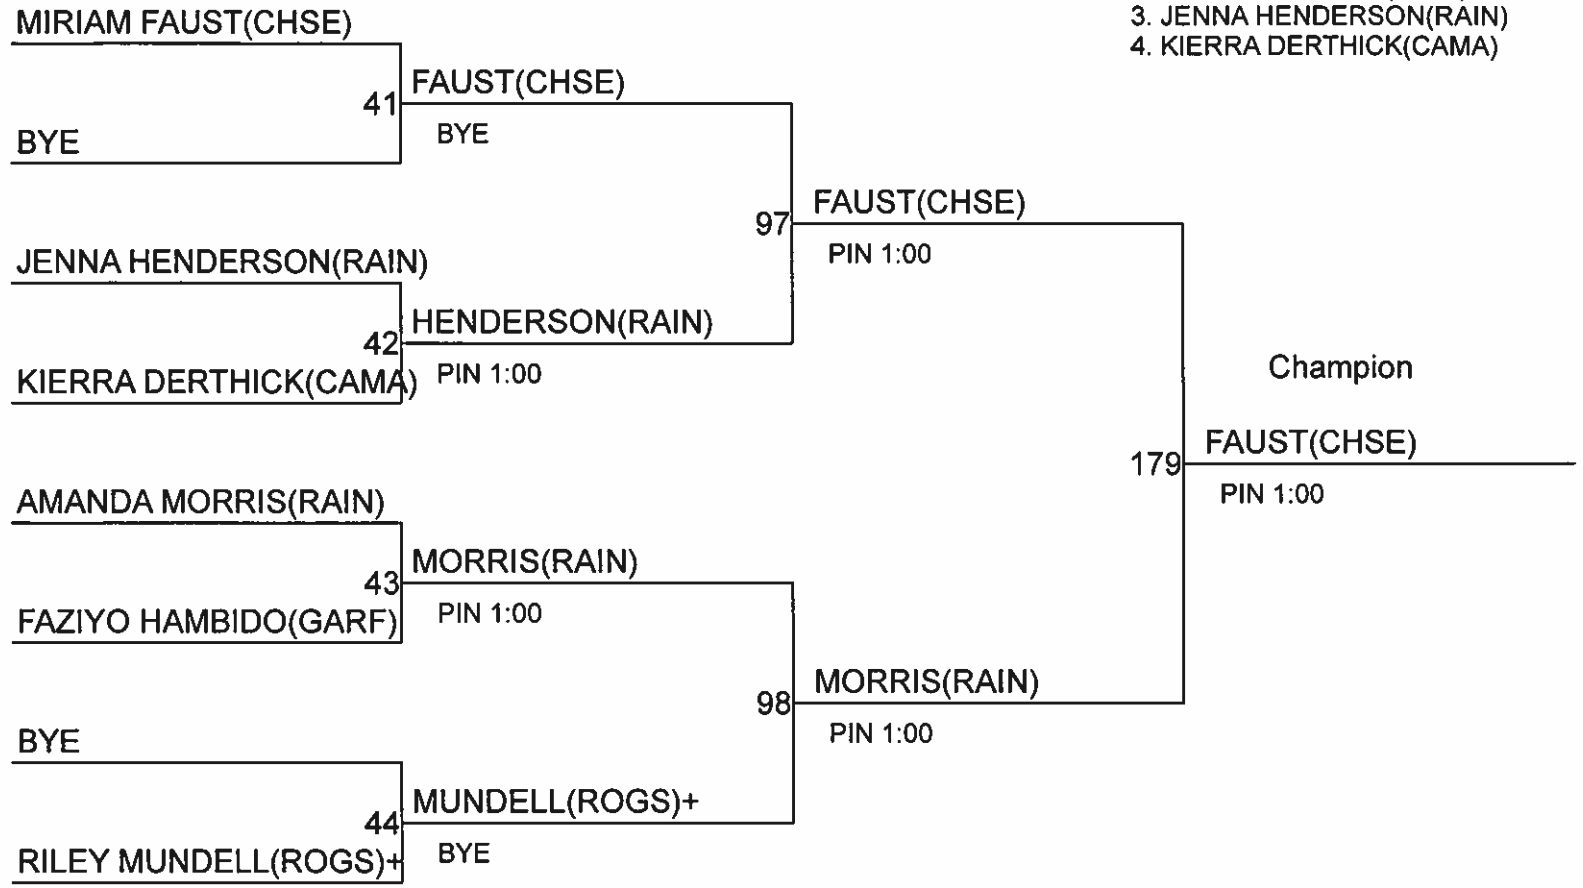 3. JENNA HENDERSON(RAIN)
4. KIERRA DERTHICK(CAMA)
MIRIAM FAUST(CHSE)
41
FAUST(CHSE)
BYE
BYE
97
FAUST(CHSE)
PIN 1:00
JENNA HENDERSON(RAIN)
42
HENDERSON(RAIN)
PIN 1:00
KIERRA DERTHICK(CAMA)
Champion
179
FAUST(CHSE)
PIN 1:00
AMANDA MORRIS(RAIN)
43
MORRIS(RAIN)
PIN 1:00
FAZIYO HAMBIDO(GARF)
98
MORRIS(RAIN)
PIN 1:00
BYE
44
MUNDELL(ROGS)+
BYE
RILEY MUNDELL(ROGS)+